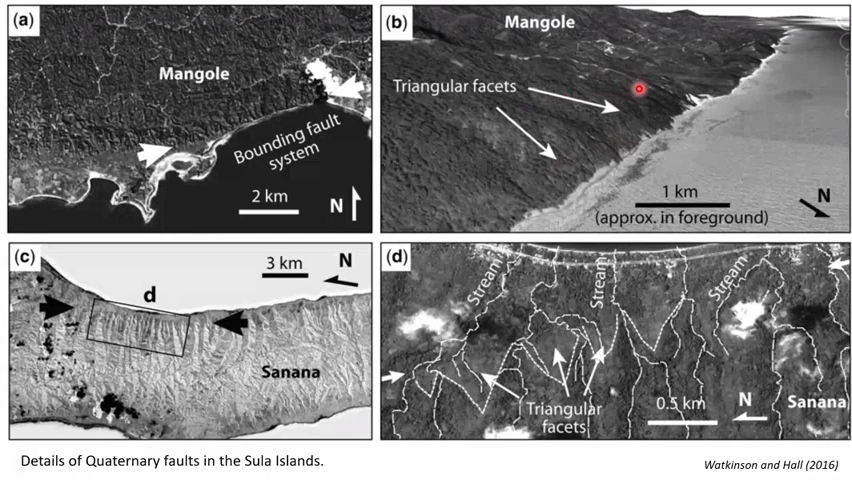 (a)
Mangole
Bounding fault
system
2 km
N
(b)
Mangole
Triangular facets
1 km
(approx. in foreground)
N
(c)
3 km
N
d
Sanana
(d)
Stream
Stream
Stream
Triangular
facets
0.5 km
N
Sanana
Details of Quaternary faults in the Sula Islands.
Watkinson and Hall (2016)